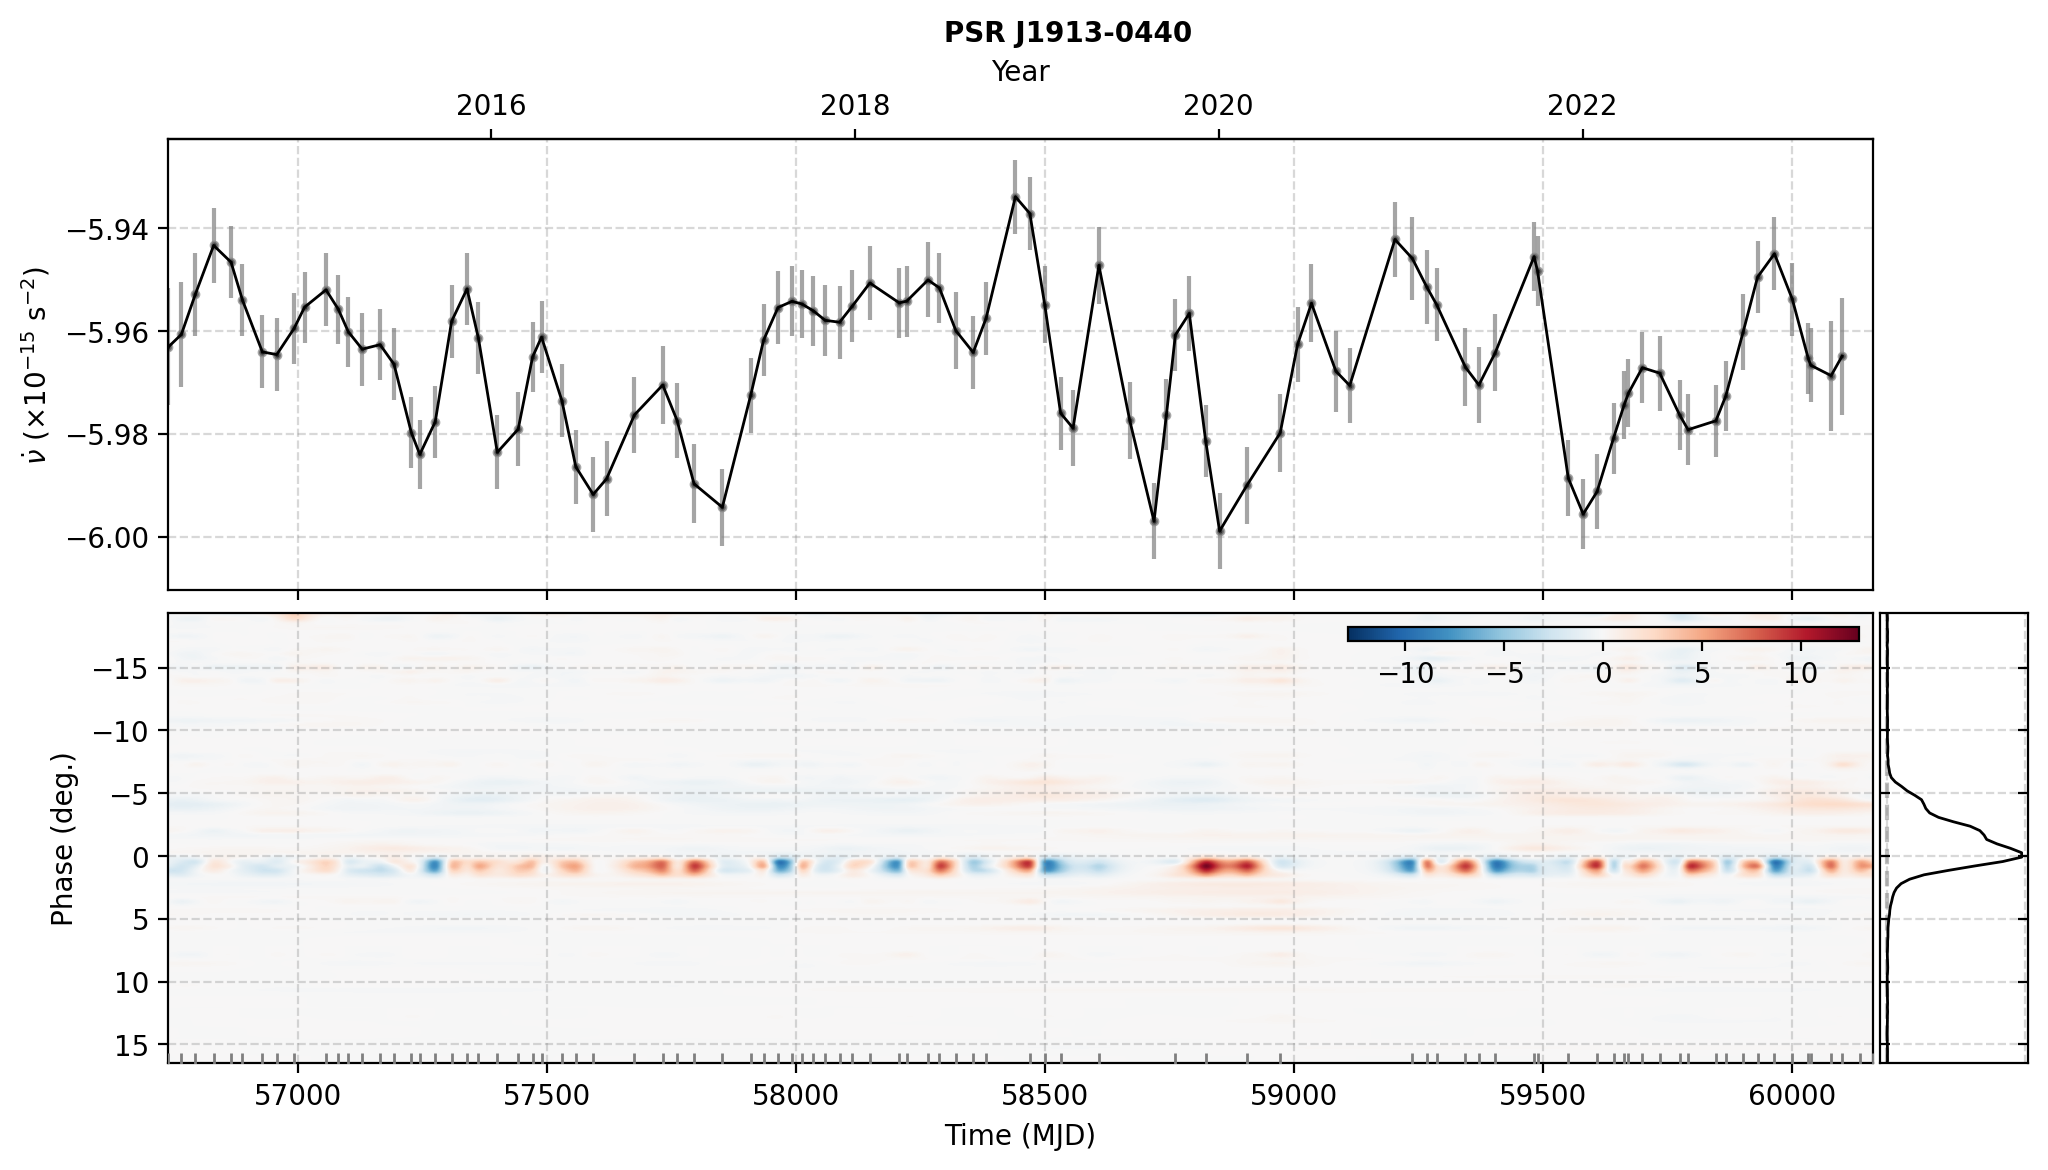 PSR J1913-0440
Year
2016 2018 2020 2022
ν̇ (×10⁻¹⁵ s⁻²)
−5.94
−5.96
−5.98
−6.00
−10 −5 0 5 10
Phase (deg.)
−15
−10
−5
0
5
10
15
57000 57500 58000 58500 59000 59500 60000
Time (MJD)